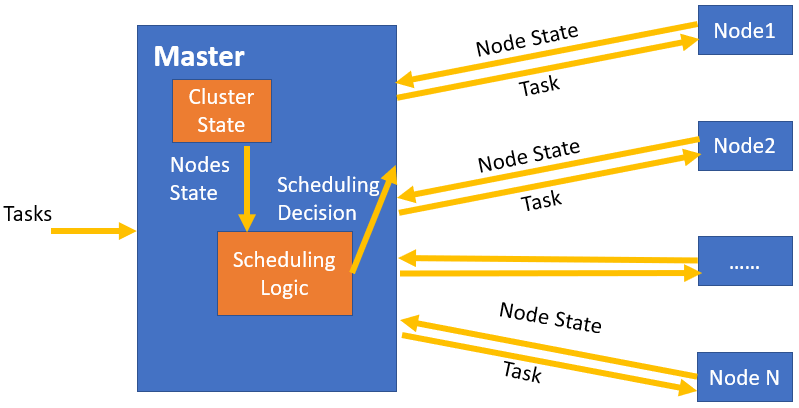 Master
Cluster
State
Nodes
State
Scheduling
Decision
Scheduling
Logic
Tasks
Node State
Task
Node1
Node State
Task
Node2
......
Node State
Task
Node N